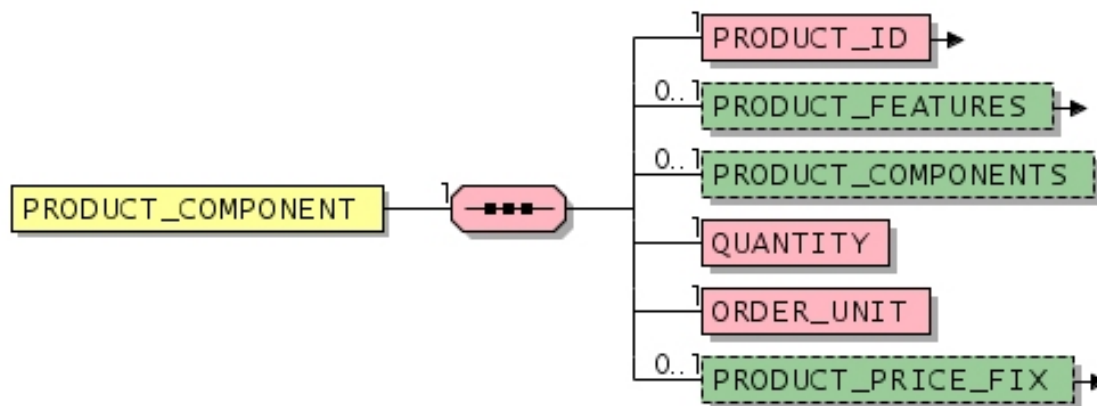 1
PRODUCT_ID
0..1
PRODUCT_FEATURES
0..1
PRODUCT_COMPONENTS
PRODUCT_COMPONENT
1
1
QUANTITY
1
ORDER_UNIT
0..1
PRODUCT_PRICE_FIX